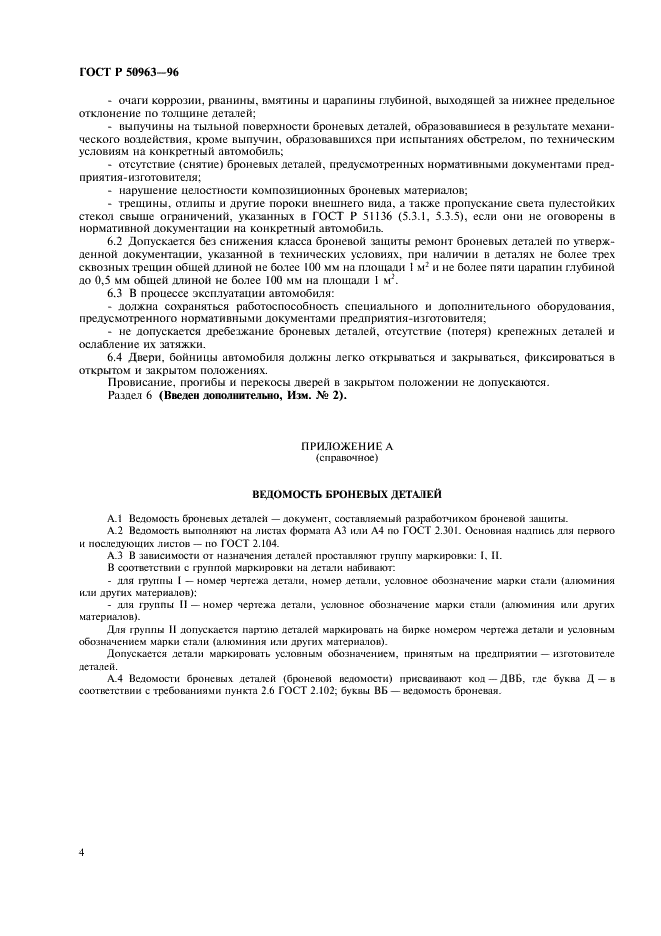 ГОСТ Р 50963—96
- очаги коррозии, рванины, вмятины и царапины глубиной, выходящей за нижнее предельное
отклонение по толщине деталей;
- выпучины на тыльной поверхности броневых деталей, образовавшиеся в результате механи-
ческого воздействия, кроме выпучин, образовавшихся при испытаниях обстрелом, по техническим
условиям на конкретный автомобиль;
- отсутствие (снятие) броневых деталей, предусмотренных нормативными документами пред-
приятия-изготовителя;
- нарушение целостности композиционных броневых материалов;
- трещины, отлипы и другие пороки внешнего вида, а также пропускание света пулестойких
стекол свыше ограничений, указанных в ГОСТ Р 51136 (5.3.1, 5.3.5), если они не оговорены в
нормативной документации на конкретный автомобиль.
6.2 Допускается без снижения класса броневой защиты ремонт броневых деталей по утверж-
денной документации, указанной в технических условиях, при наличии в деталях не более трех
сквозных трещин общей длиной не более 100 мм на площади 1 м² и не более пяти царапин глубиной
до 0,5 мм общей длиной не более 100 мм на площади 1 м².
6.3 В процессе эксплуатации автомобиля:
- должна сохраняться работоспособность специального и дополнительного оборудования,
предусмотренного нормативными документами предприятия-изготовителя;
- не допускается дребезжание броневых деталей, отсутствие (потеря) крепежных деталей и
ослабление их затяжки.
6.4 Двери, бойницы автомобиля должны легко открываться и закрываться, фиксироваться в
открытом и закрытом положениях.
Провисание, прогибы и перекосы дверей в закрытом положении не допускаются.
Раздел 6 (Введен дополнительно, Изм. № 2).
ПРИЛОЖЕНИЕ А
(справочное)
ВЕДОМОСТЬ БРОНЕВЫХ ДЕТАЛЕЙ
А.1 Ведомость броневых деталей — документ, составляемый разработчиком броневой защиты.
А.2 Ведомость выполняют на листах формата А3 или А4 по ГОСТ 2.301. Основная надпись для первого
и последующих листов — по ГОСТ 2.104.
А.3 В зависимости от назначения деталей проставляют группу маркировки: I, II.
В соответствии с группой маркировки на детали набивают:
- для группы I — номер чертежа детали, номер детали, условное обозначение марки стали (алюминия
или других материалов);
- для группы II — номер чертежа детали, условное обозначение марки стали (алюминия или других
материалов).
Для группы II допускается партию деталей маркировать на бирке номером чертежа детали и условным
обозначением марки стали (алюминия или других материалов).
Допускается детали маркировать условным обозначением, принятым на предприятии — изготовителе
деталей.
А.4 Ведомости броневых деталей (броневой ведомости) присваивают код — ДВБ, где буква Д — в
соответствии с требованиями пункта 2.6 ГОСТ 2.102; буквы ВБ — ведомость броневая.
4